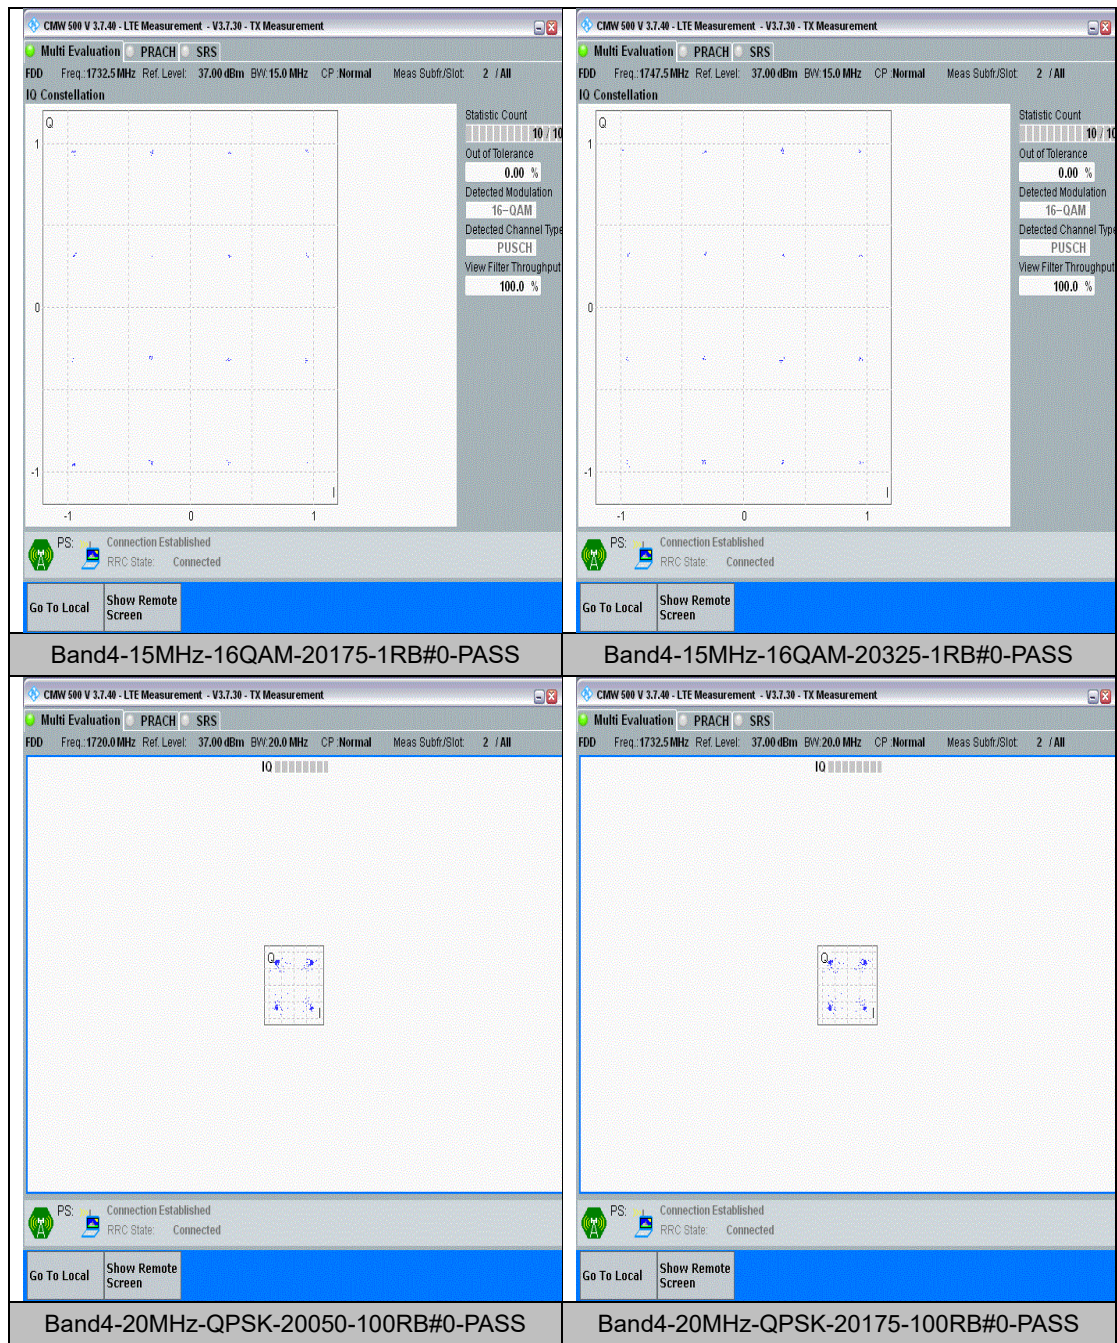 CMW 500 V 3.7.40 - LTE Measurement - V3.7.30 - TX Measurement
Multi Evaluation PRACH SRS
FDD Freq.:1732.5 MHz Ref. Level: 37.00 dBm BW:15.0 MHz CP :Normal Meas Subfr./Slot: 2 / All
IQ Constellation
Q
1
0
-1
I
-1 0 1
Statistic Count
10 / 10
Out of Tolerance
0.00 %
Detected Modulation
16-QAM
Detected Channel Type
PUSCH
View Filter Throughput
100.0 %
PS: Connection Established
RRC State: Connected
Go To Local Show Remote
Screen
Band4-15MHz-16QAM-20175-1RB#0-PASS
CMW 500 V 3.7.40 - LTE Measurement - V3.7.30 - TX Measurement
Multi Evaluation PRACH SRS
FDD Freq.:1747.5 MHz Ref. Level: 37.00 dBm BW:15.0 MHz CP :Normal Meas Subfr./Slot: 2 / All
IQ Constellation
Q
1
0
-1
I
-1 0 1
Statistic Count
10 / 10
Out of Tolerance
0.00 %
Detected Modulation
16-QAM
Detected Channel Type
PUSCH
View Filter Throughput
100.0 %
PS: Connection Established
RRC State: Connected
Go To Local Show Remote
Screen
Band4-15MHz-16QAM-20325-1RB#0-PASS
CMW 500 V 3.7.40 - LTE Measurement - V3.7.30 - TX Measurement
Multi Evaluation PRACH SRS
FDD Freq.:1720.0 MHz Ref. Level: 37.00 dBm BW:20.0 MHz CP :Normal Meas Subfr./Slot: 2 / All
IQ
Q
I
PS: Connection Established
RRC State: Connected
Go To Local Show Remote
Screen
Band4-20MHz-QPSK-20050-100RB#0-PASS
CMW 500 V 3.7.40 - LTE Measurement - V3.7.30 - TX Measurement
Multi Evaluation PRACH SRS
FDD Freq.:1732.5 MHz Ref. Level: 37.00 dBm BW:20.0 MHz CP :Normal Meas Subfr./Slot: 2 / All
IQ
Q
I
PS: Connection Established
RRC State: Connected
Go To Local Show Remote
Screen
Band4-20MHz-QPSK-20175-100RB#0-PASS